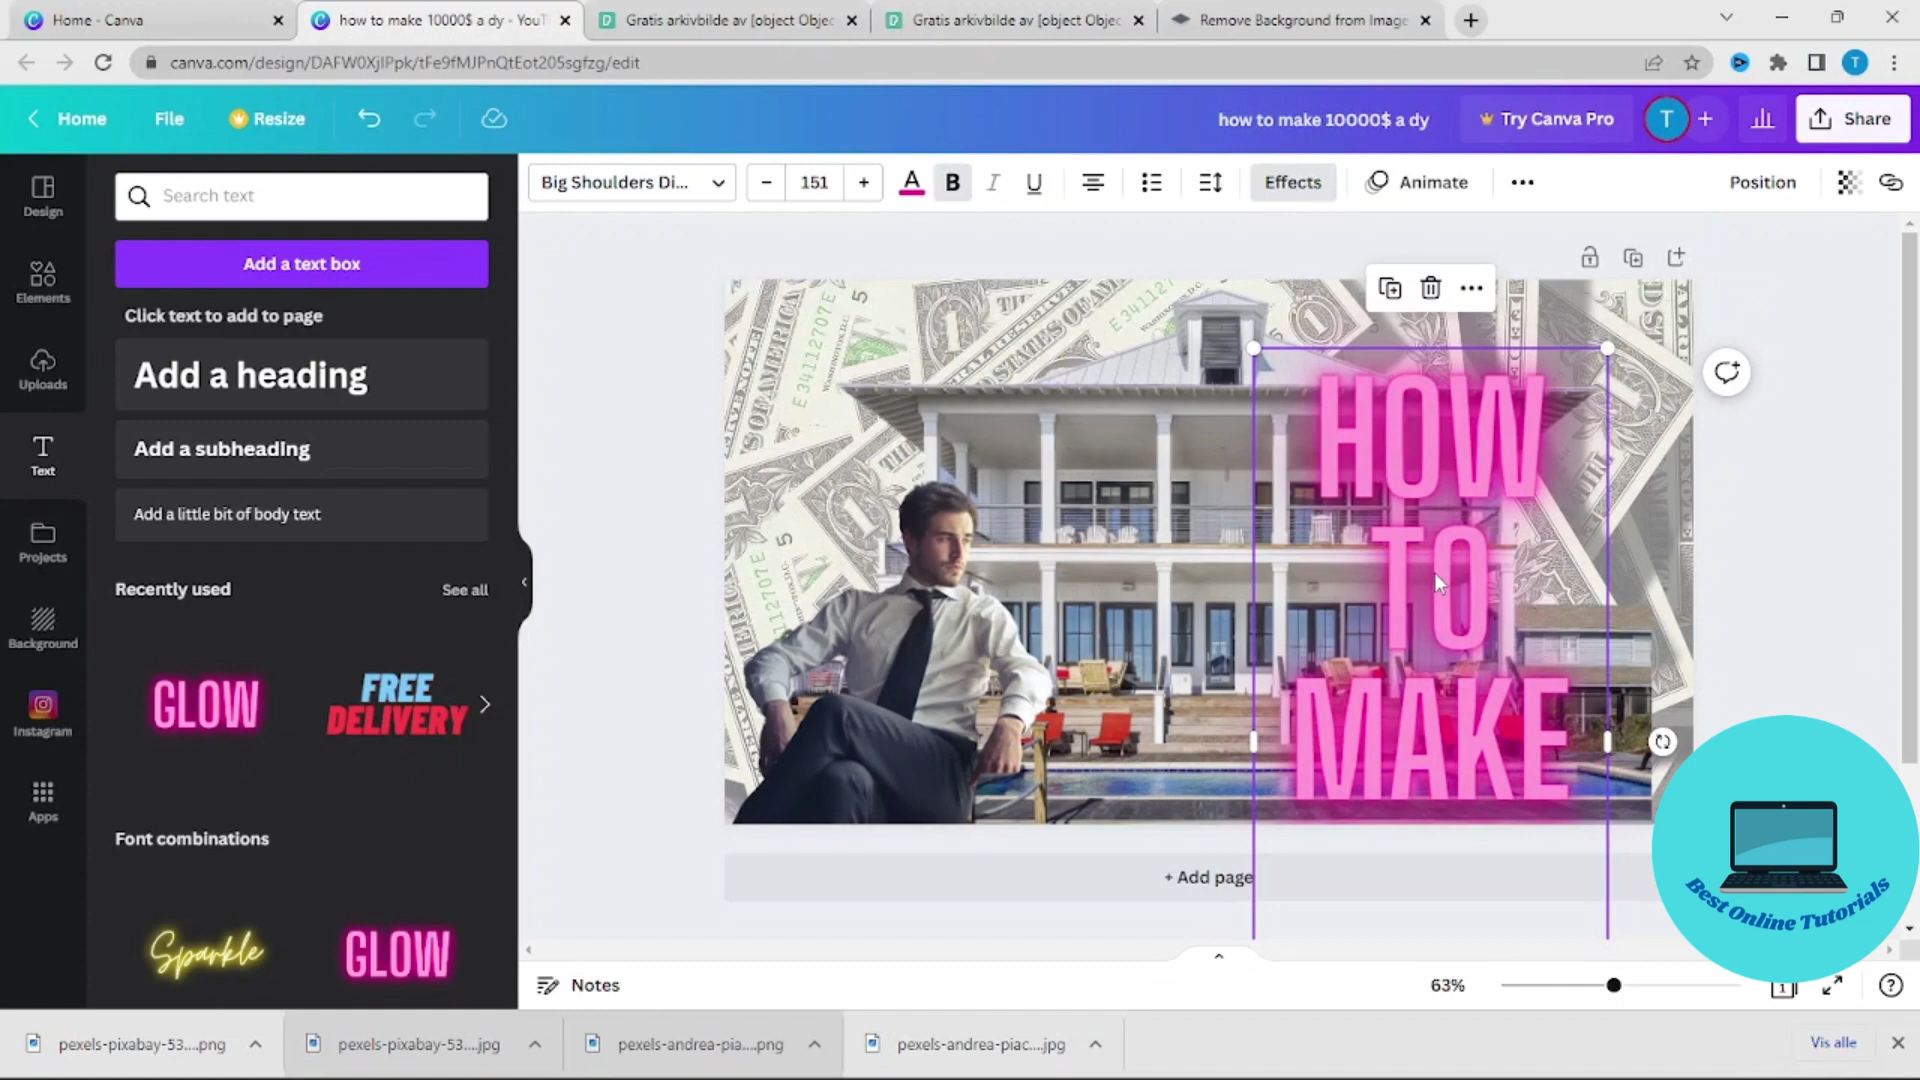 Home - Canva
how to make 10000$ a dy - YouT
Gratis arkivbilde av [object Objec
Gratis arkivbilde av [object Objec
Remove Background from Image
canva.com/design/DAFW0XjlPpk/tFe9fMJPnQtEot205sgfzg/edit
T
Home
File
Resize
how to make 10000$ a dy
Try Canva Pro
T
Share
Design
Elements
Uploads
Text
Projects
Background
Instagram
Apps
Search text
Add a text box
Click text to add to page
Add a heading
Add a subheading
Add a little bit of body text
Recently used
See all
GLOW
FREE
DELIVERY
Font combinations
Sparkle
GLOW
Big Shoulders Di...
151
A
B
I
U
Effects
Animate
Position
HOW
TO
MAKE
+ Add page
Notes
63%
1
Best Online Tutorials
pexels-pixabay-53....png
pexels-pixabay-53....jpg
pexels-andrea-pia....png
pexels-andrea-piac....jpg
Vis alle